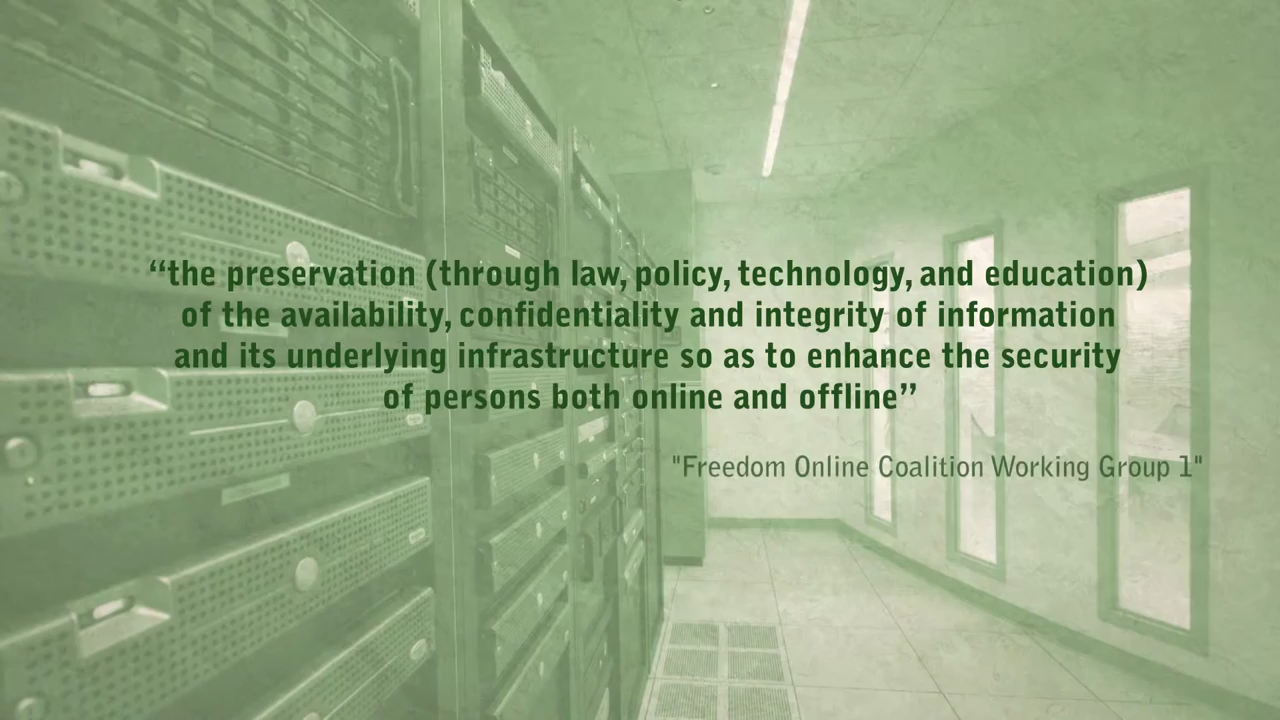 “the preservation (through law, policy, technology, and education)
of the availability, confidentiality and integrity of information
and its underlying infrastructure so as to enhance the security
of persons both online and offline”
"Freedom Online Coalition Working Group 1"